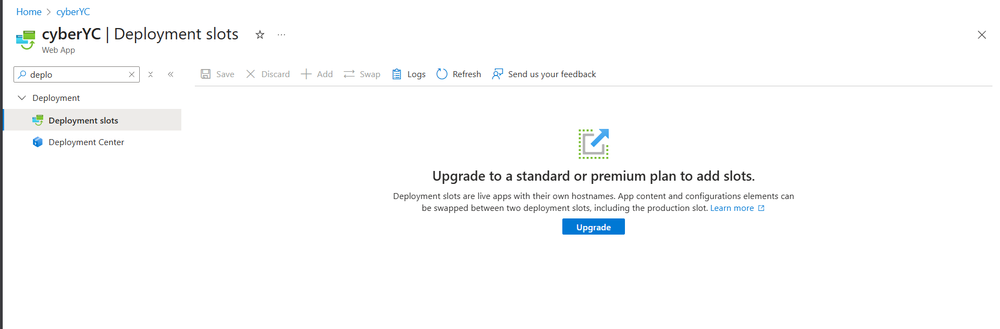 Home > cyberYC
cyberYC | Deployment slots
Web App
deplo
Save Discard Add Swap Logs Refresh Send us your feedback
Deployment
Deployment slots
Deployment Center
Upgrade to a standard or premium plan to add slots.
Deployment slots are live apps with their own hostnames. App content and configurations elements can
be swapped between two deployment slots, including the production slot. Learn more
Upgrade